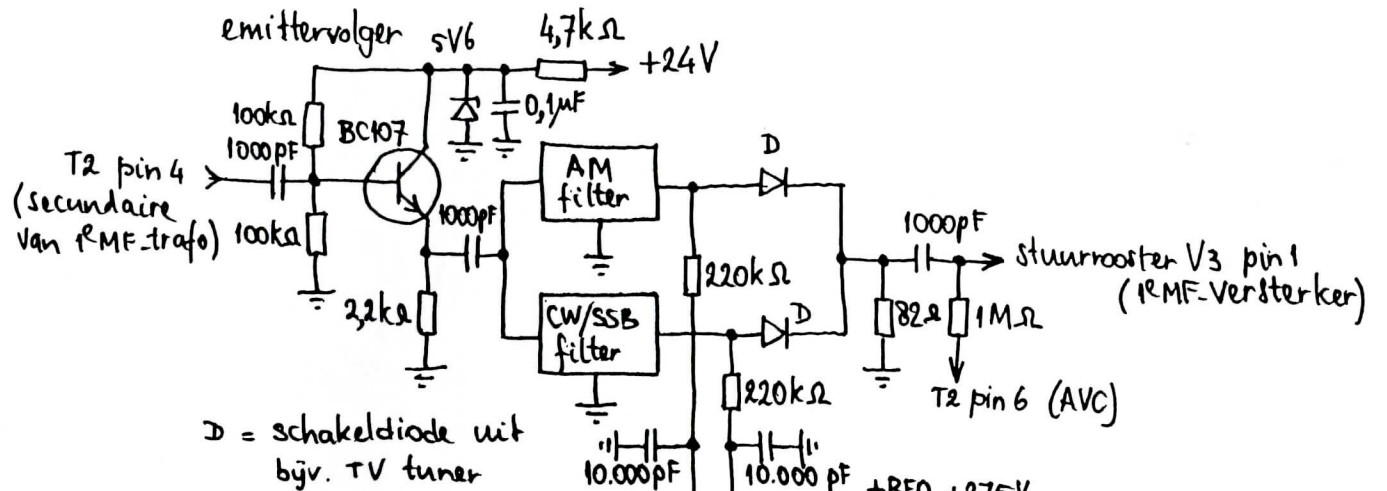 emittervolger
5V6
4,7kΩ
+24V
100kΩ
1000pF
BC107
0,1µF
T2 pin 4
(secundaire
van 1e MF-trafo)
100kΩ
1000pF
AM
filter
D
1000pF
stuurrooster V3 pin 1
(1e MF-versterker)
220kΩ
2,2kΩ
CW/SSB
filter
D
82Ω
1MΩ
220kΩ
T2 pin 6 (AVC)
D = schakeldiode uit
bijv. TV tuner
10.000pF
10.000 pF